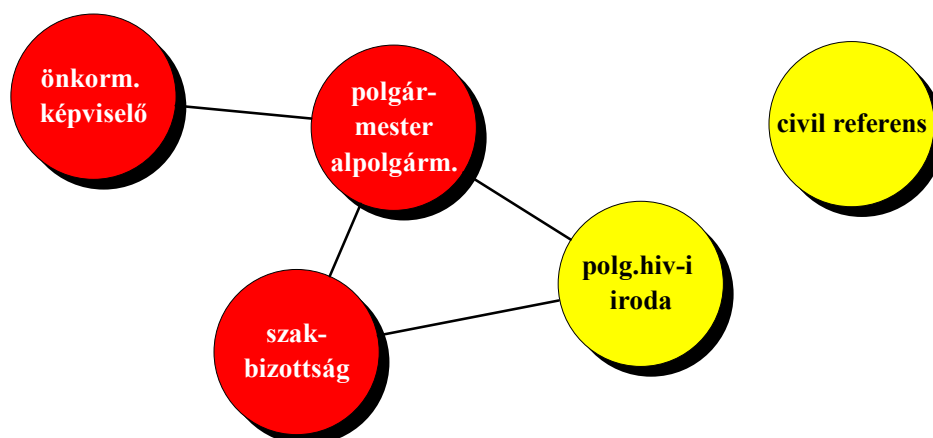 önkorm.
képviselő
polgár-
mester
alpolgárm.
civil referens
polg.hiv-i
iroda
szak-
bizottság